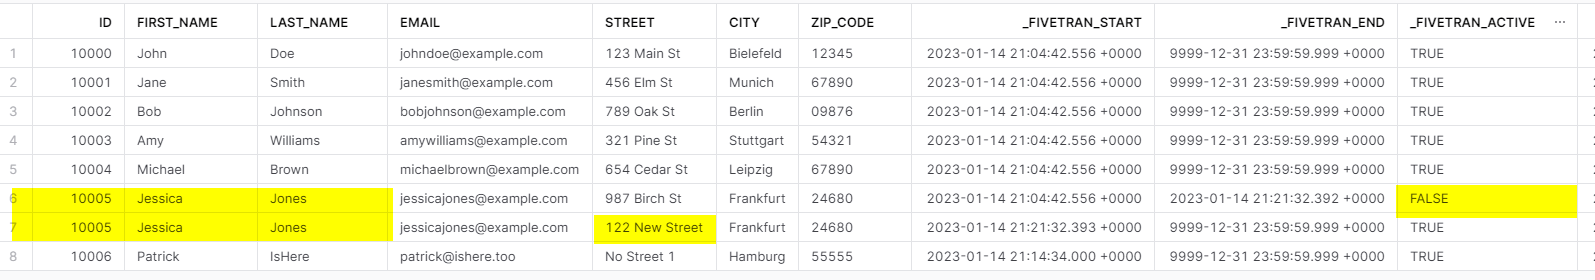 ID FIRST_NAME LAST_NAME EMAIL STREET CITY ZIP_CODE _FIVETRAN_START _FIVETRAN_END _FIVETRAN_ACTIVE ···
1 10000 John Doe johndoe@example.com 123 Main St Bielefeld 12345 2023-01-14 21:04:42.556 +0000 9999-12-31 23:59:59.999 +0000 TRUE
2 10001 Jane Smith janesmith@example.com 456 Elm St Munich 67890 2023-01-14 21:04:42.556 +0000 9999-12-31 23:59:59.999 +0000 TRUE
3 10002 Bob Johnson bobjohnson@example.com 789 Oak St Berlin 09876 2023-01-14 21:04:42.556 +0000 9999-12-31 23:59:59.999 +0000 TRUE
4 10003 Amy Williams amywilliams@example.com 321 Pine St Stuttgart 54321 2023-01-14 21:04:42.556 +0000 9999-12-31 23:59:59.999 +0000 TRUE
5 10004 Michael Brown michaelbrown@example.com 654 Cedar St Leipzig 67890 2023-01-14 21:04:42.556 +0000 9999-12-31 23:59:59.999 +0000 TRUE
6 10005 Jessica Jones jessicajones@example.com 987 Birch St Frankfurt 24680 2023-01-14 21:04:42.556 +0000 2023-01-14 21:21:32.392 +0000 FALSE
7 10005 Jessica Jones jessicajones@example.com 122 New Street Frankfurt 24680 2023-01-14 21:21:32.393 +0000 9999-12-31 23:59:59.999 +0000 TRUE
8 10006 Patrick IsHere patrick@ishere.too No Street 1 Hamburg 55555 2023-01-14 21:14:34.000 +0000 9999-12-31 23:59:59.999 +0000 TRUE